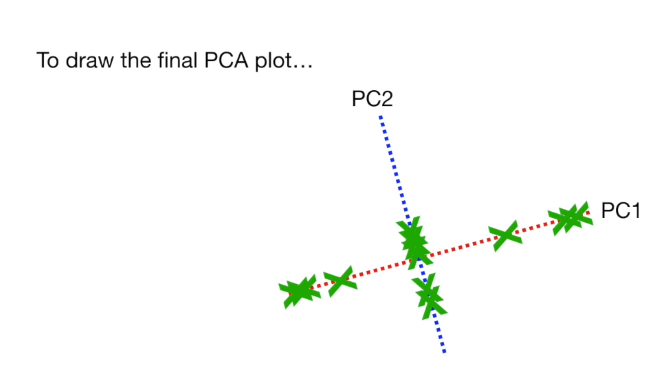 To draw the final PCA plot…
PC2
PC1